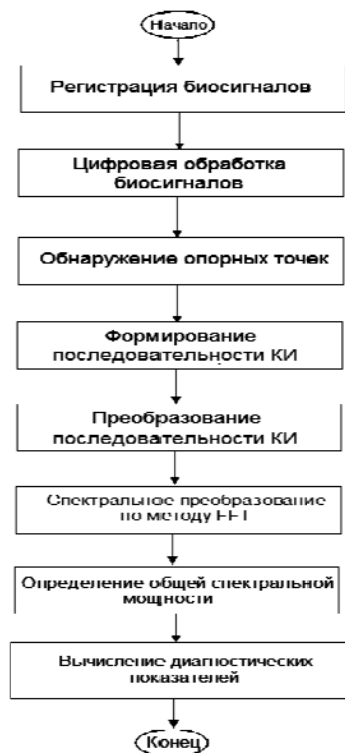 Начало
Регистрация биосигналов
Цифровая обработка
биосигналов
Обнаружение опорных точек
Формирование
последовательности КИ
Преобразование
последовательности КИ
Спектральное преобразование
по методу FFT
Определение общей спектральной
мощности
Вычисление диагностических
показателей
Конец